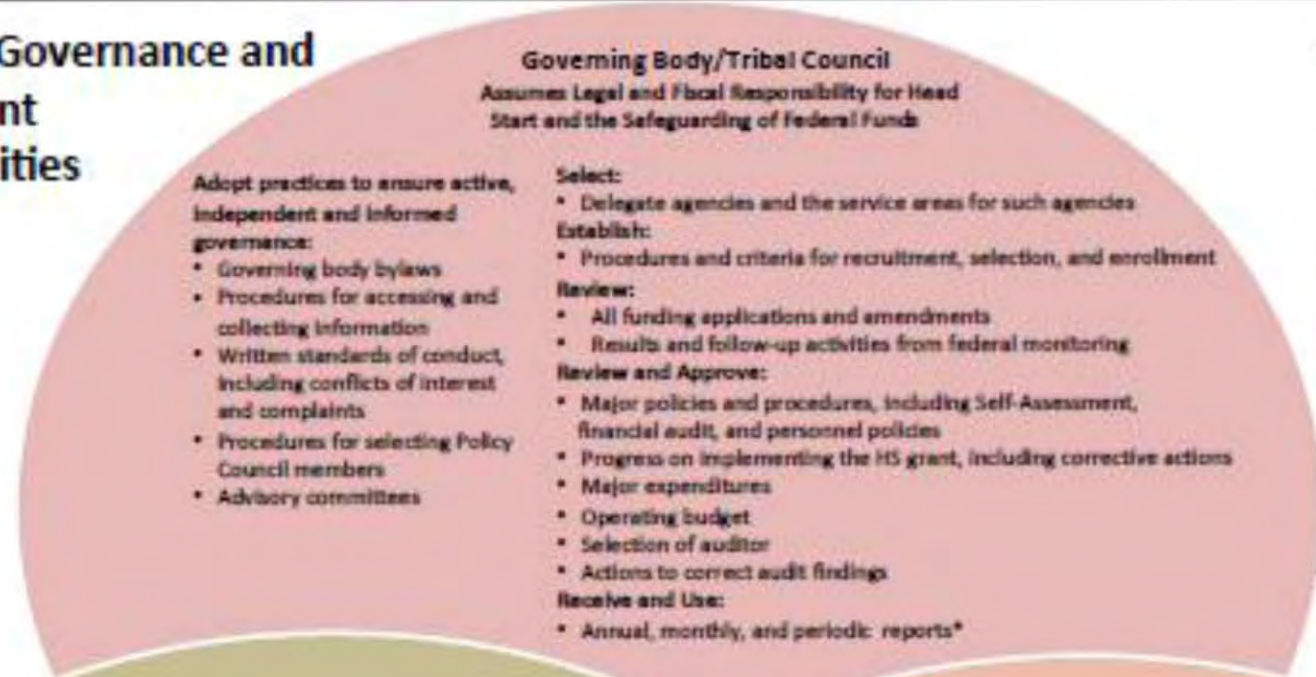 Governance and
nt
ities
Governing Body/Tribal Council
Assumes Legal and Fiscal Responsibility for Head
Start and the Safeguarding of Federal Funds
Adopt practices to ensure active,
independent and informed
governance:
• Governing body bylaws
• Procedures for accessing and
collecting information
• Written standards of conduct,
including conflicts of interest
and complaints
• Procedures for selecting Policy
Council members
• Advisory committees
Select:
• Delegate agencies and the service areas for such agencies
Establish:
• Procedures and criteria for recruitment, selection, and enrollment
Review:
• All funding applications and amendments
• Results and follow-up activities from federal monitoring
Review and Approve:
• Major policies and procedures, including Self-Assessment,
financial audit, and personnel policies
• Progress on implementing the HS grant, including corrective actions
• Major expenditures
• Operating budget
• Selection of auditor
• Actions to correct audit findings
Receive and Use:
• Annual, monthly, and periodic reports*